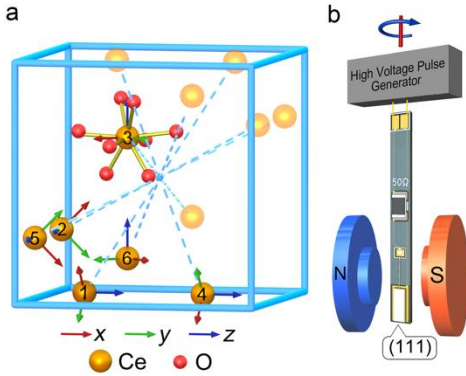 a
3
5
2
6
1
4
x y z
Ce O
b
High Voltage Pulse
Generator
50Ω
N
S
(111)